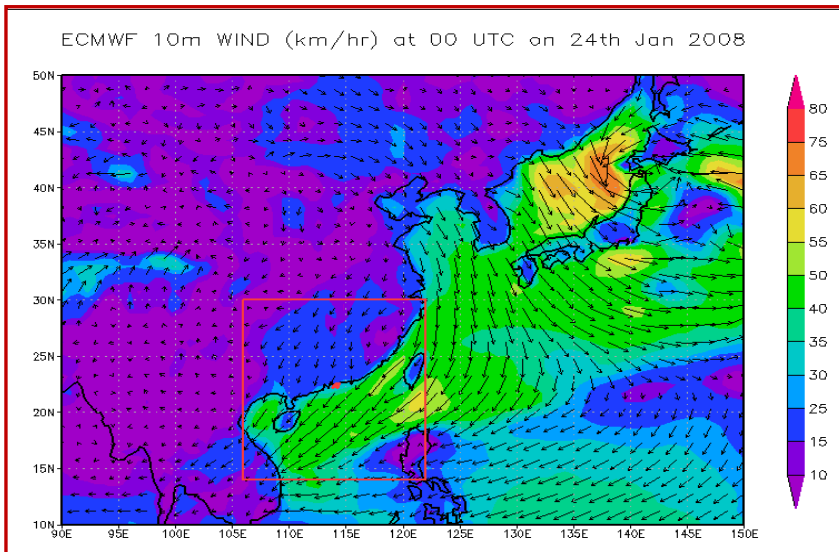 ECMWF 10m WIND (km/hr) at 00 UTC on 24th Jan 2008
50N
45N
40N
35N
30N
25N
20N
15N
10N
90E 95E 100E 105E 110E 115E 120E 125E 130E 135E 140E 145E 150E
80
75
70
65
60
55
50
40
35
30
25
15
10